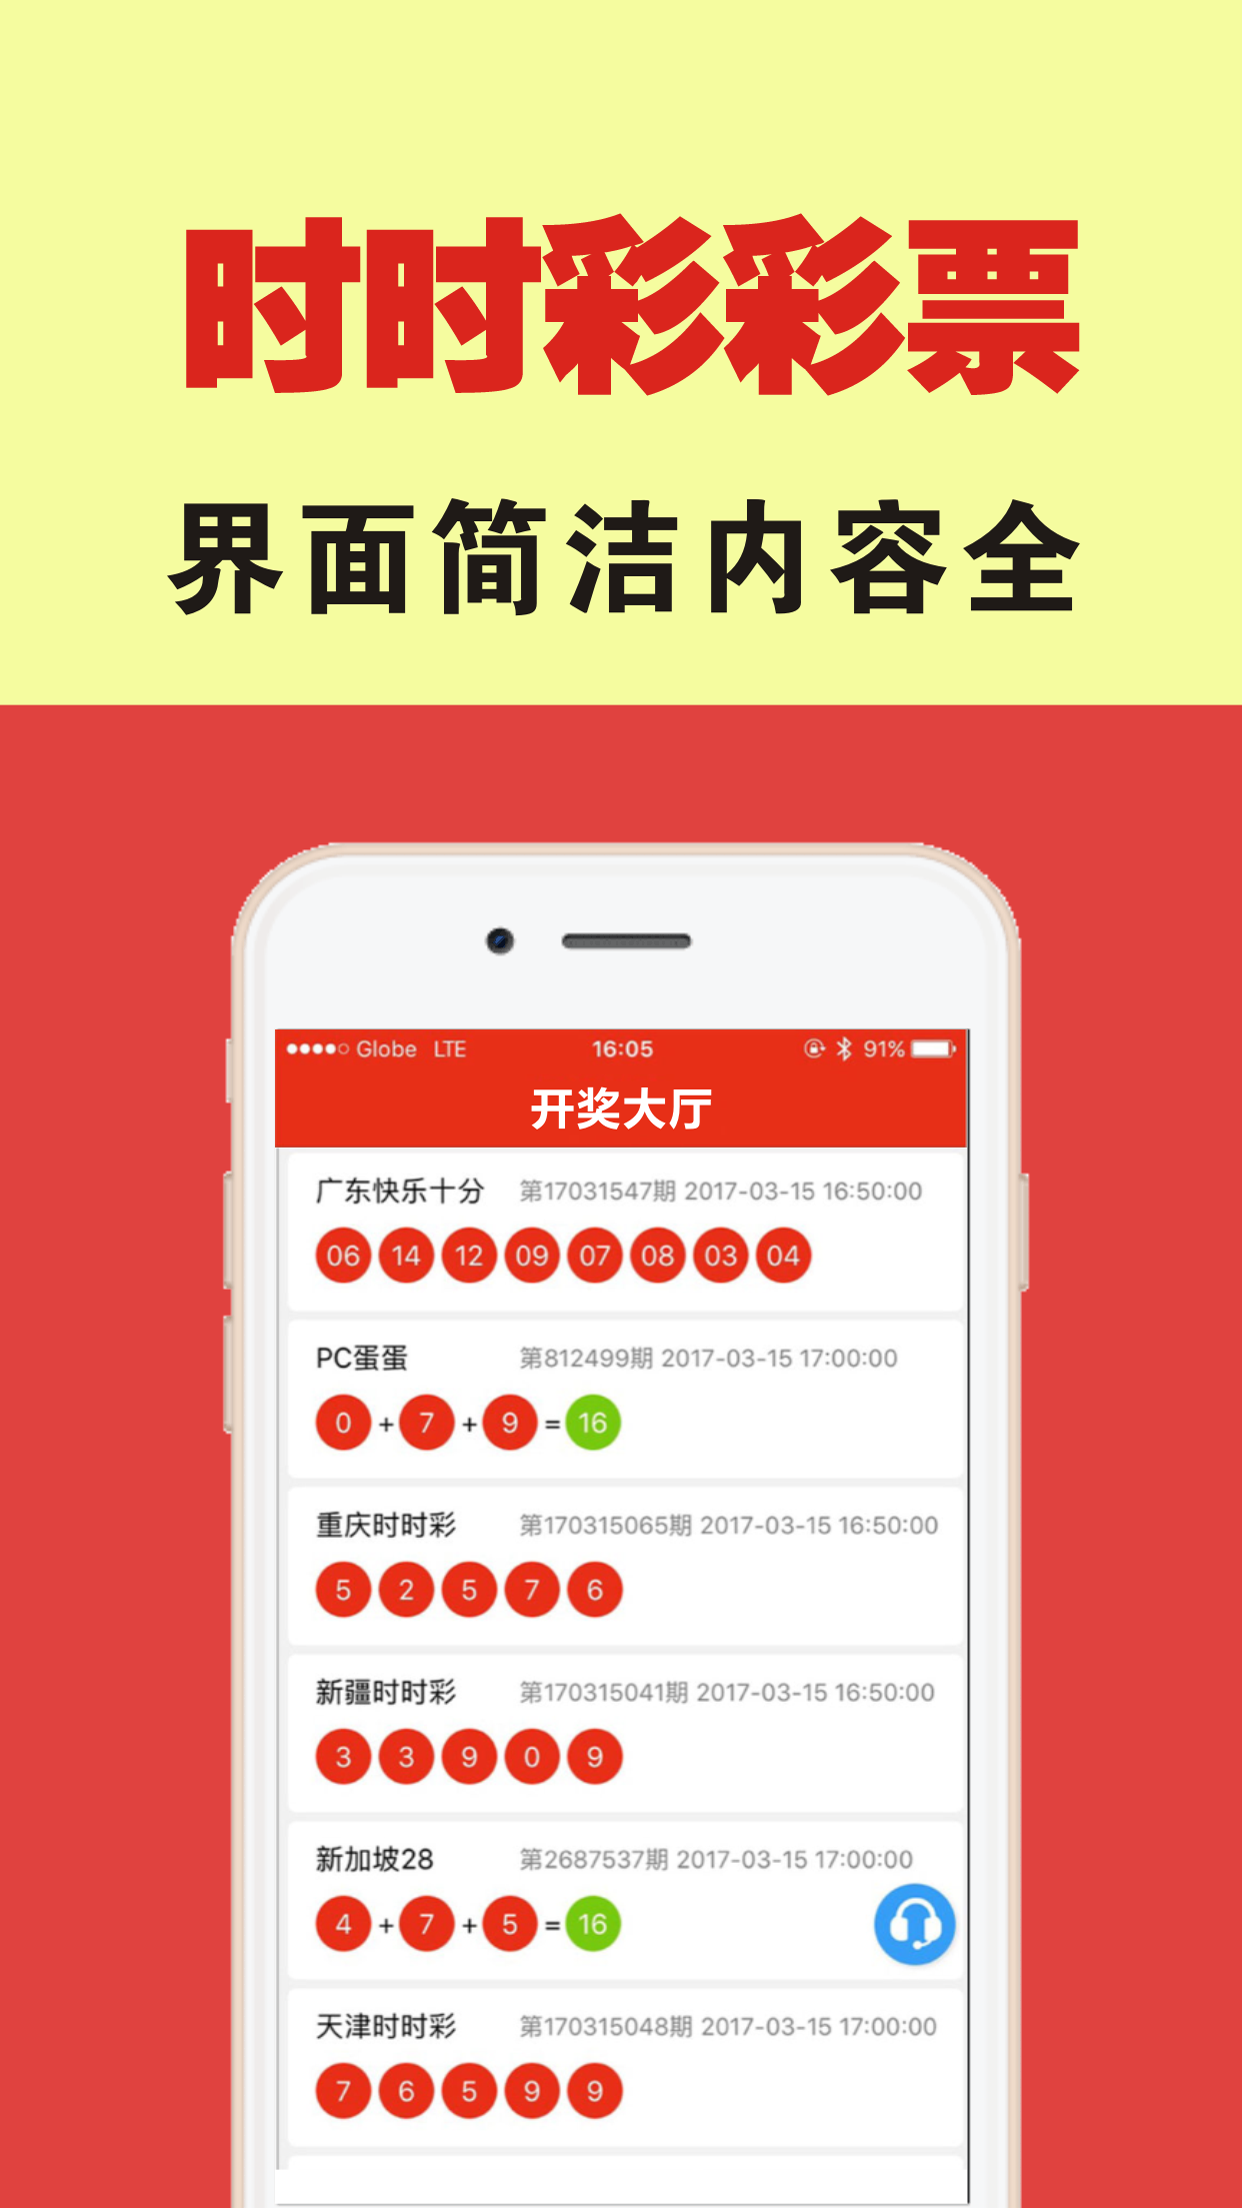 时时彩彩票
界面简洁内容全
Globe LTE 16:05 91%
开奖大厅
广东快乐十分 第17031547期 2017-03-15 16:50:00
06 14 12 09 07 08 03 04
PC蛋蛋 第812499期 2017-03-15 17:00:00
0 + 7 + 9 = 16
重庆时时彩 第170315065期 2017-03-15 16:50:00
5 2 5 7 6
新疆时时彩 第170315041期 2017-03-15 16:50:00
3 3 9 0 9
新加坡28 第2687537期 2017-03-15 17:00:00
4 + 7 + 5 = 16
天津时时彩 第170315048期 2017-03-15 17:00:00
7 6 5 9 9